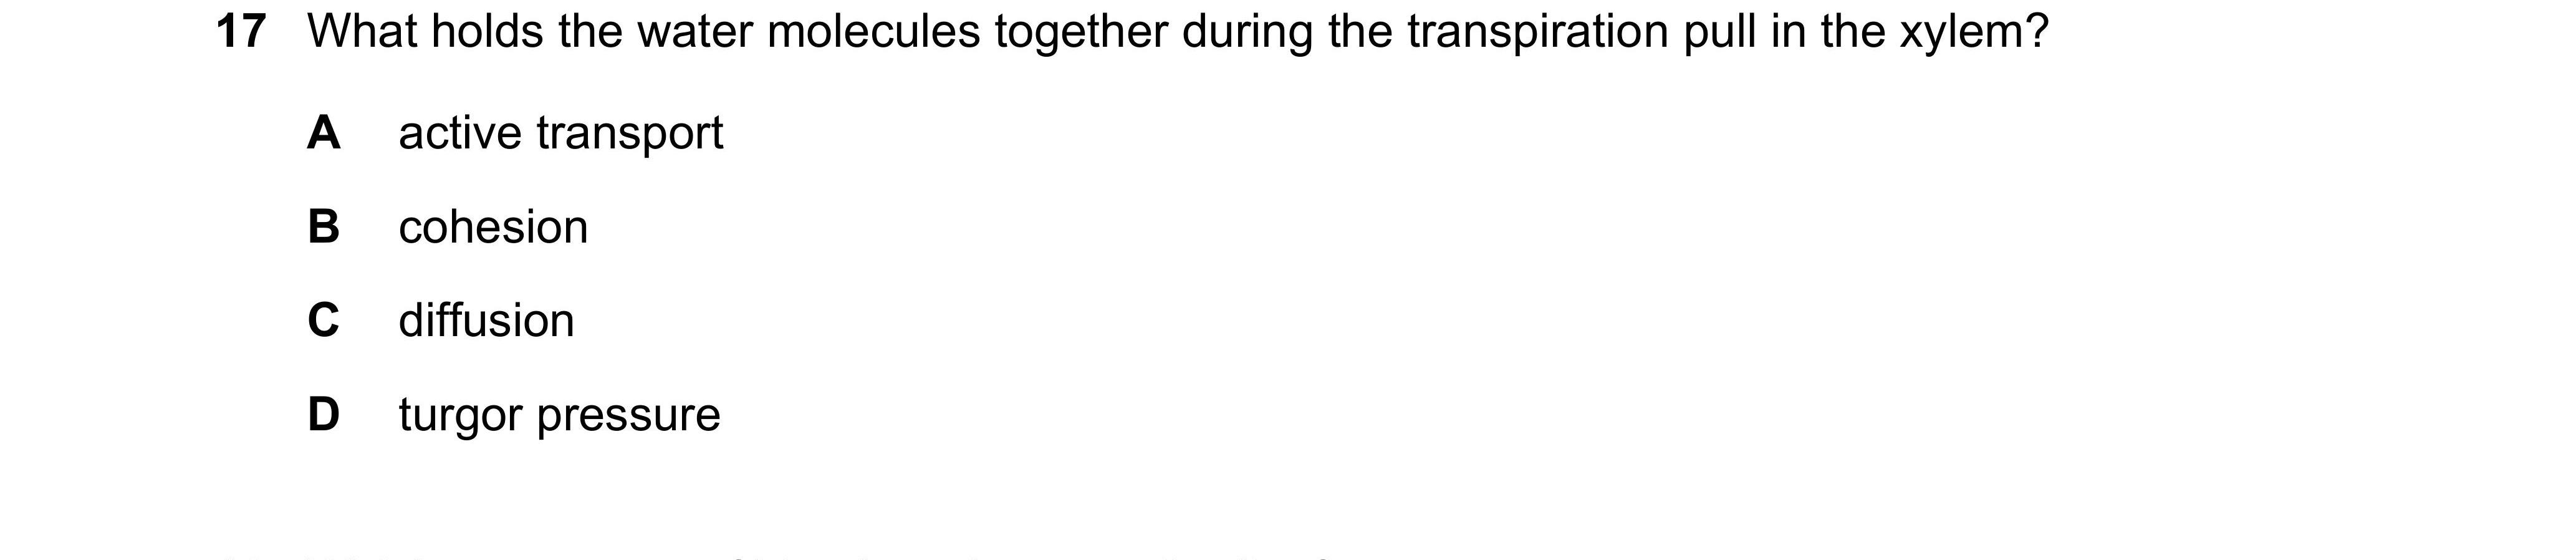 17 What holds the water molecules together during the transpiration pull in the xylem?
A active transport
B cohesion
C diffusion
D turgor pressure